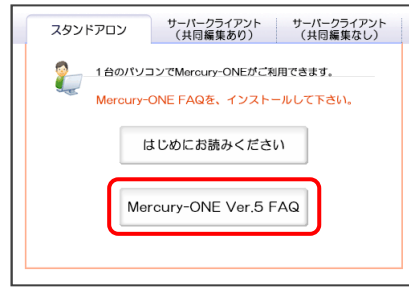 スタンドアロン
サーバークライアント
（共同編集あり）
サーバークライアント
（共同編集なし）
1台のパソコンでMercury-ONEがご利用できます。
Mercury-ONE FAQを、インストールして下さい。
はじめにお読みください
Mercury-ONE Ver.5 FAQ